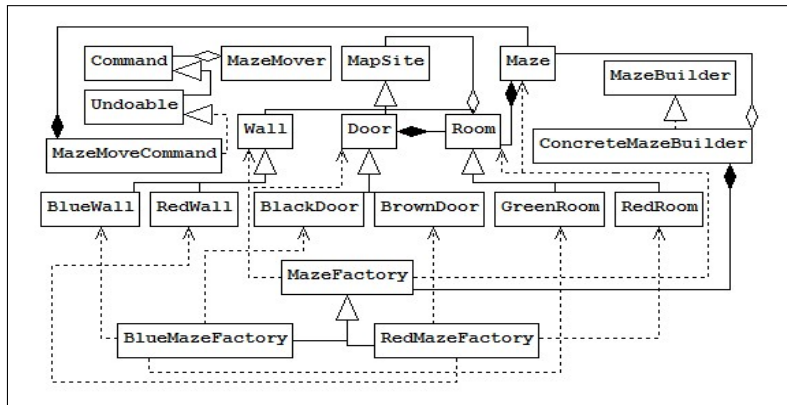 Command
MazeMover
MapSite
Maze
MazeBuilder
Undoable
Wall
Door
Room
MazeMoveCommand
ConcreteMazeBuilder
BlueWall
RedWall
BlackDoor
BrownDoor
GreenRoom
RedRoom
MazeFactory
BlueMazeFactory
RedMazeFactory